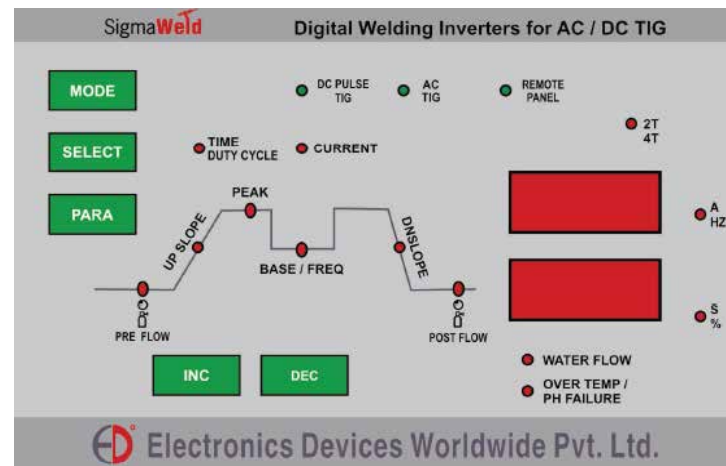 SigmaWeld
Digital Welding Inverters for AC / DC TIG
MODE
DC PULSE
TIG
AC
TIG
REMOTE
PANEL
2T
4T
SELECT
TIME
DUTY CYCLE
CURRENT
PARA
PEAK
UP SLOPE
BASE / FREQ
DNSLOPE
A
HZ
PRE FLOW
POST FLOW
S
%
INC
DEC
WATER FLOW
OVER TEMP /
PH FAILURE
ED Electronics Devices Worldwide Pvt. Ltd.